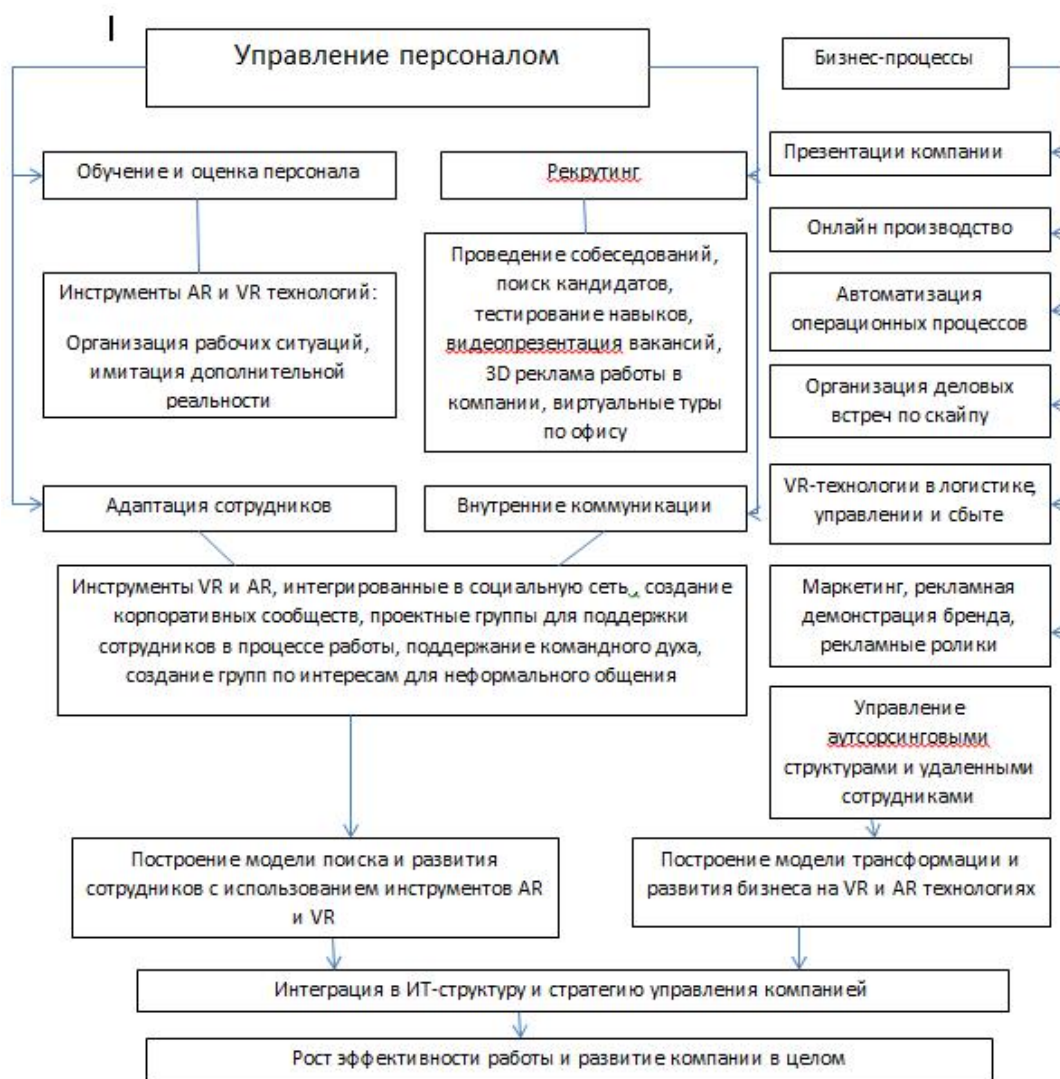 Управление персоналом
Бизнес-процессы
Обучение и оценка персонала
Рекрутинг
Презентации компании
Онлайн производство
Инструменты AR и VR технологий:
Организация рабочих ситуаций,
имитация дополнительной
реальности
Проведение собеседований,
поиск кандидатов,
тестирование навыков,
видеопрезентация вакансий,
3D реклама работы в
компании, виртуальные туры
по офису
Автоматизация
операционных процессов
Организация деловых
встреч по скайпу
Адаптация сотрудников
Внутренние коммуникации
VR-технологии в логистике,
управлении и сбыте
Инструменты VR и AR, интегрированные в социальную сеть, , создание
корпоративных сообществ, проектные группы для поддержки
сотрудников в процессе работы, поддержание командного духа,
создание групп по интересам для неформального общения
Маркетинг, рекламная
демонстрация бренда,
рекламные ролики
Управление
аутсорсинговыми
структурами и удаленными
сотрудниками
Построение модели поиска и развития
сотрудников с использованием инструментов AR
и VR
Построение модели трансформации и
развития бизнеса на VR и AR технологиях
Интеграция в ИТ-структуру и стратегию управления компанией
Рост эффективности работы и развитие компании в целом